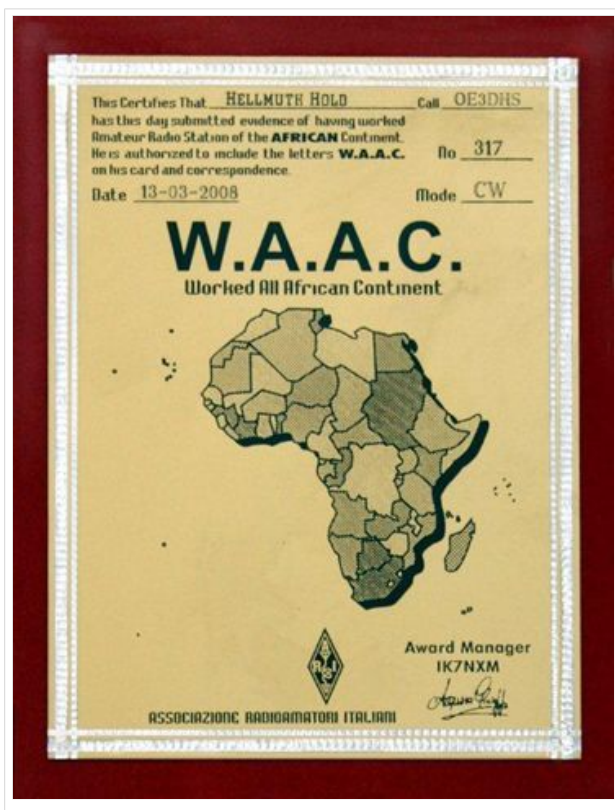 This Certifies That HELLMUTH HOLD Call OE3DHS
has this day submitted evidence of having worked
Amateur Radio Station of the AFRICAN Continent.
He is authorized to include the letters W.A.A.C.
on his card and correspondence.
No 317
Date 13-03-2008 Mode CW
W.A.A.C.
Worked All African Continent
Award Manager
IK7NXM
ASSOCIAZIONE RADIOAMATORI ITALIANI